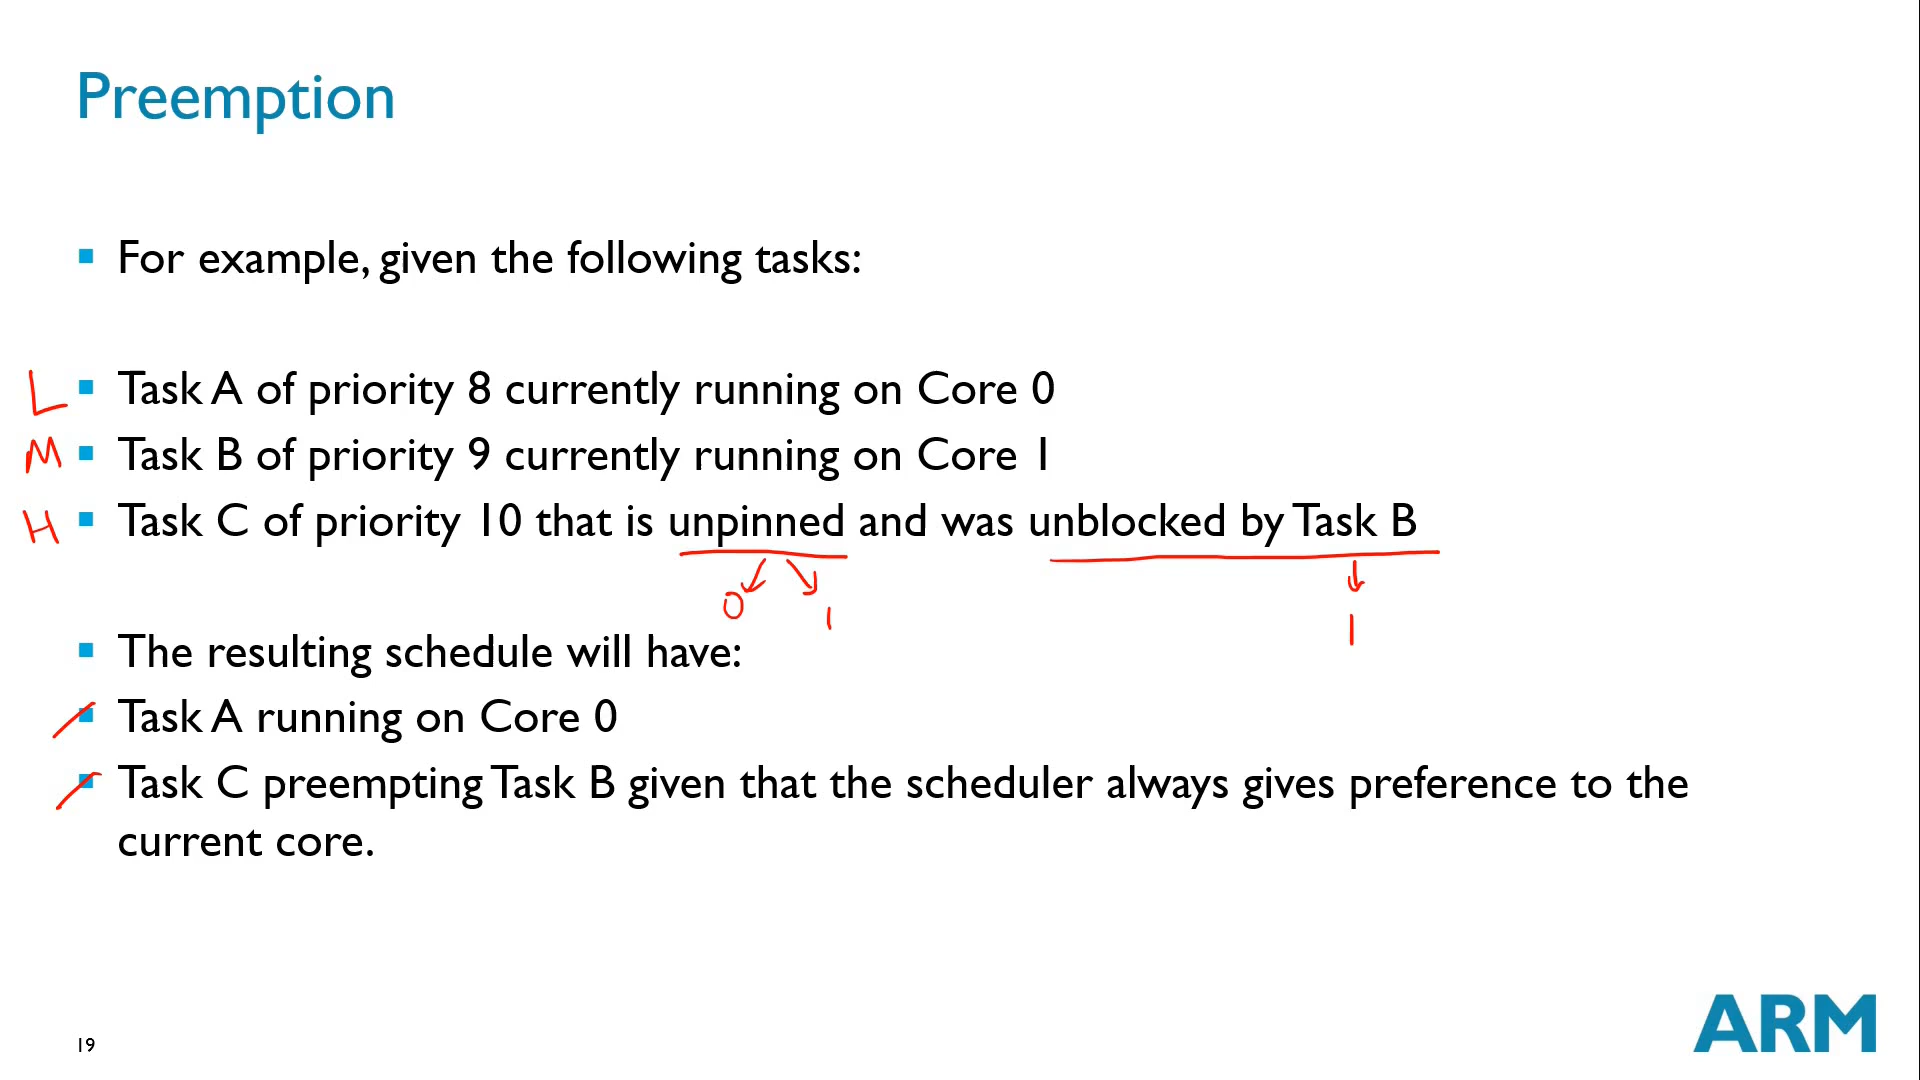 Preemption
For example, given the following tasks:
L Task A of priority 8 currently running on Core 0
M Task B of priority 9 currently running on Core 1
H Task C of priority 10 that is unpinned and was unblocked by Task B
0 1 1
The resulting schedule will have:
Task A running on Core 0
Task C preempting Task B given that the scheduler always gives preference to the
current core.
19
ARM